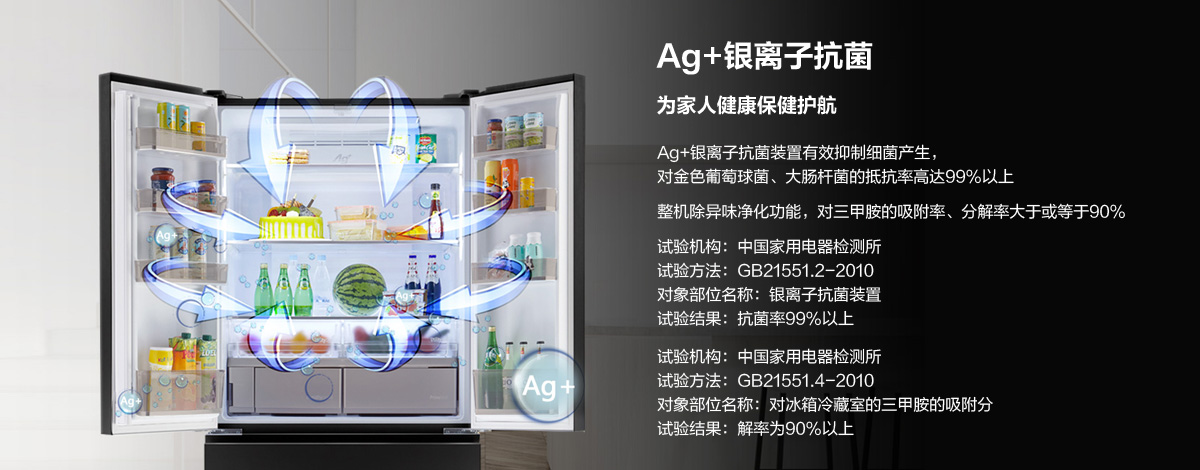 Ag+银离子抗菌
为家人健康保健护航
Ag+银离子抗菌装置有效抑制细菌产生，
对金色葡萄球菌、大肠杆菌的抵抗率高达99%以上
整机除异味净化功能，对三甲胺的吸附率、分解率大于或等于90%
试验机构：中国家用电器检测所
试验方法：GB21551.2-2010
对象部位名称：银离子抗菌装置
试验结果：抗菌率99%以上
试验机构：中国家用电器检测所
试验方法：GB21551.4-2010
对象部位名称：对冰箱冷藏室的三甲胺的吸附分
试验结果：解率为90%以上
Ag+
Ag+
Ag+
Ag+